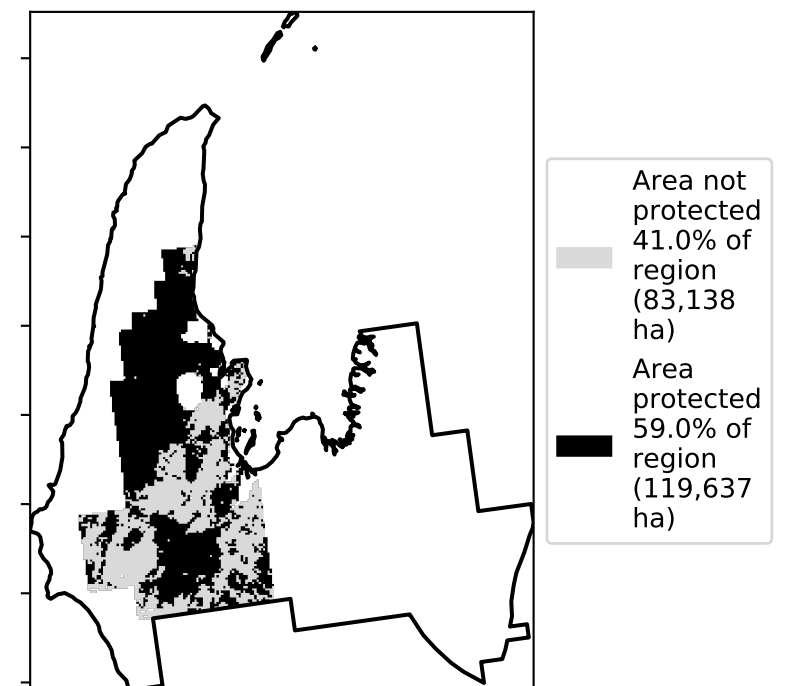 Area not
protected
41.0% of
region
(83,138
ha)
Area
protected
59.0% of
region
(119,637
ha)